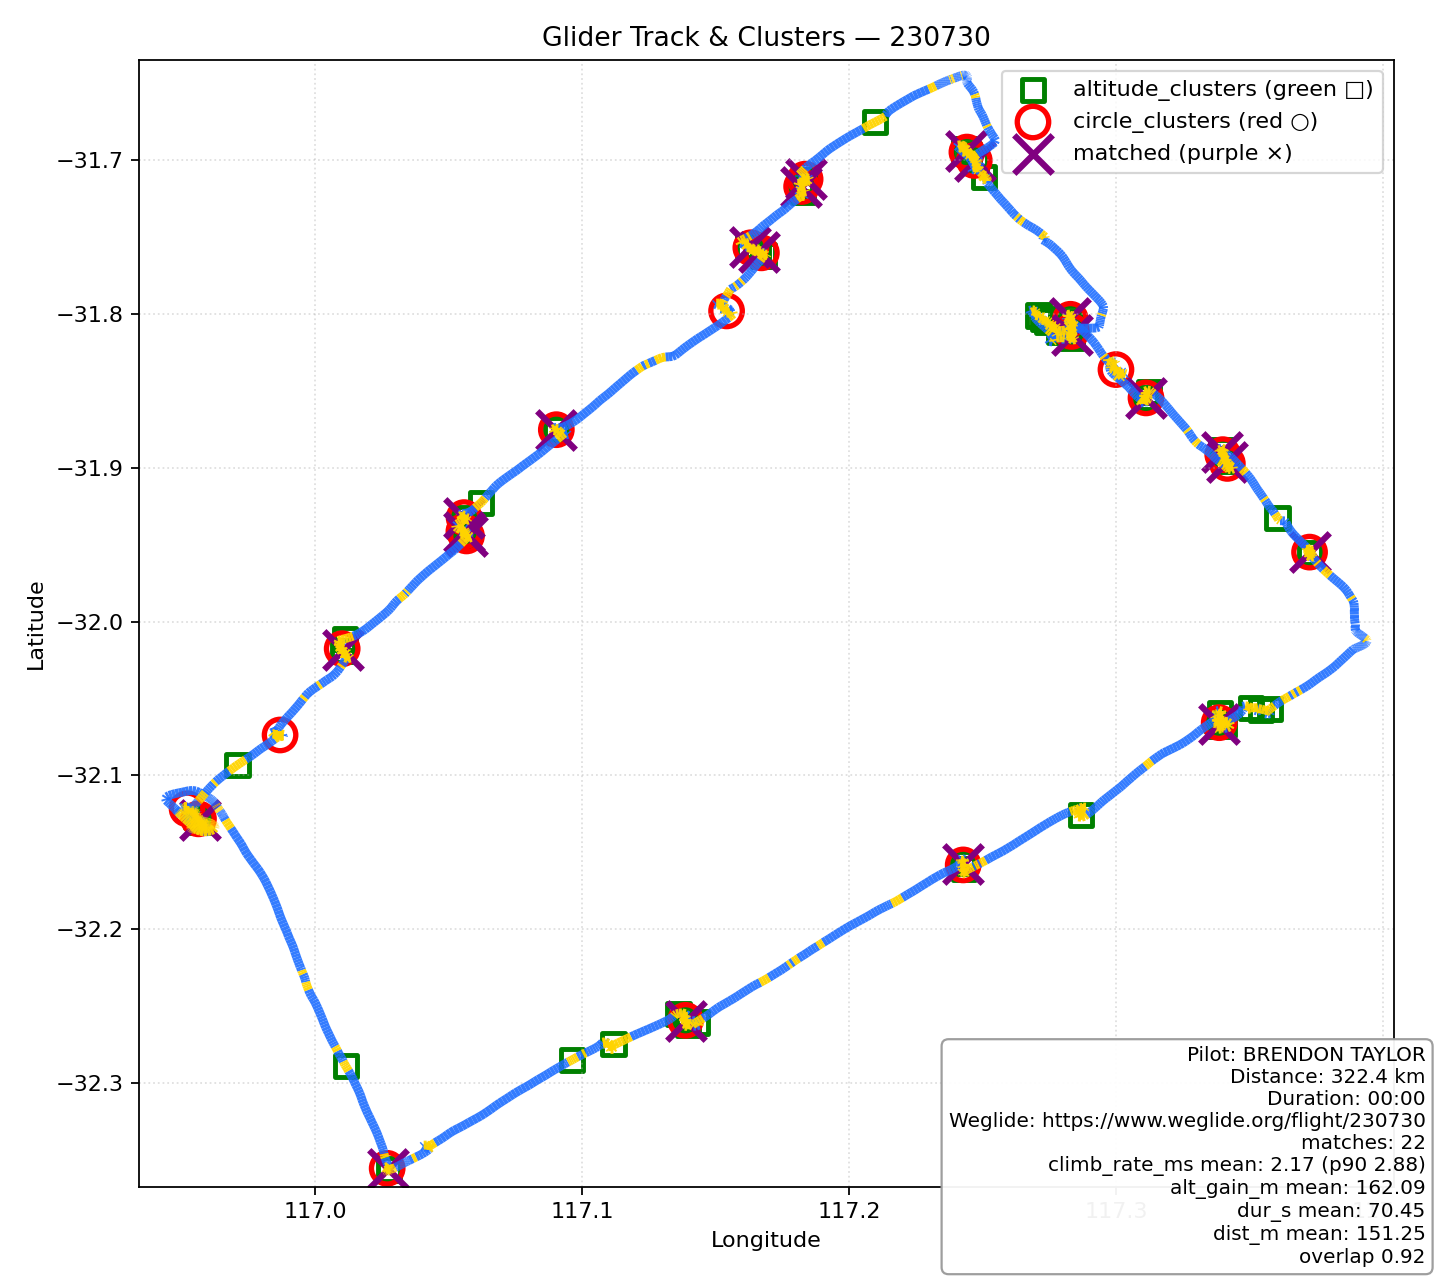 Glider Track & Clusters — 230730
altitude_clusters (green □)
circle_clusters (red ○)
matched (purple ×)
−31.7
−31.8
−31.9
−32.0
−32.1
−32.2
−32.3
Latitude
117.0
117.1
117.2
117.3
Longitude
Pilot: BRENDON TAYLOR
Distance: 322.4 km
Duration: 00:00
Weglide: https://www.weglide.org/flight/230730
matches: 22
climb_rate_ms mean: 2.17 (p90 2.88)
alt_gain_m mean: 162.09
dur_s mean: 70.45
dist_m mean: 151.25
overlap 0.92